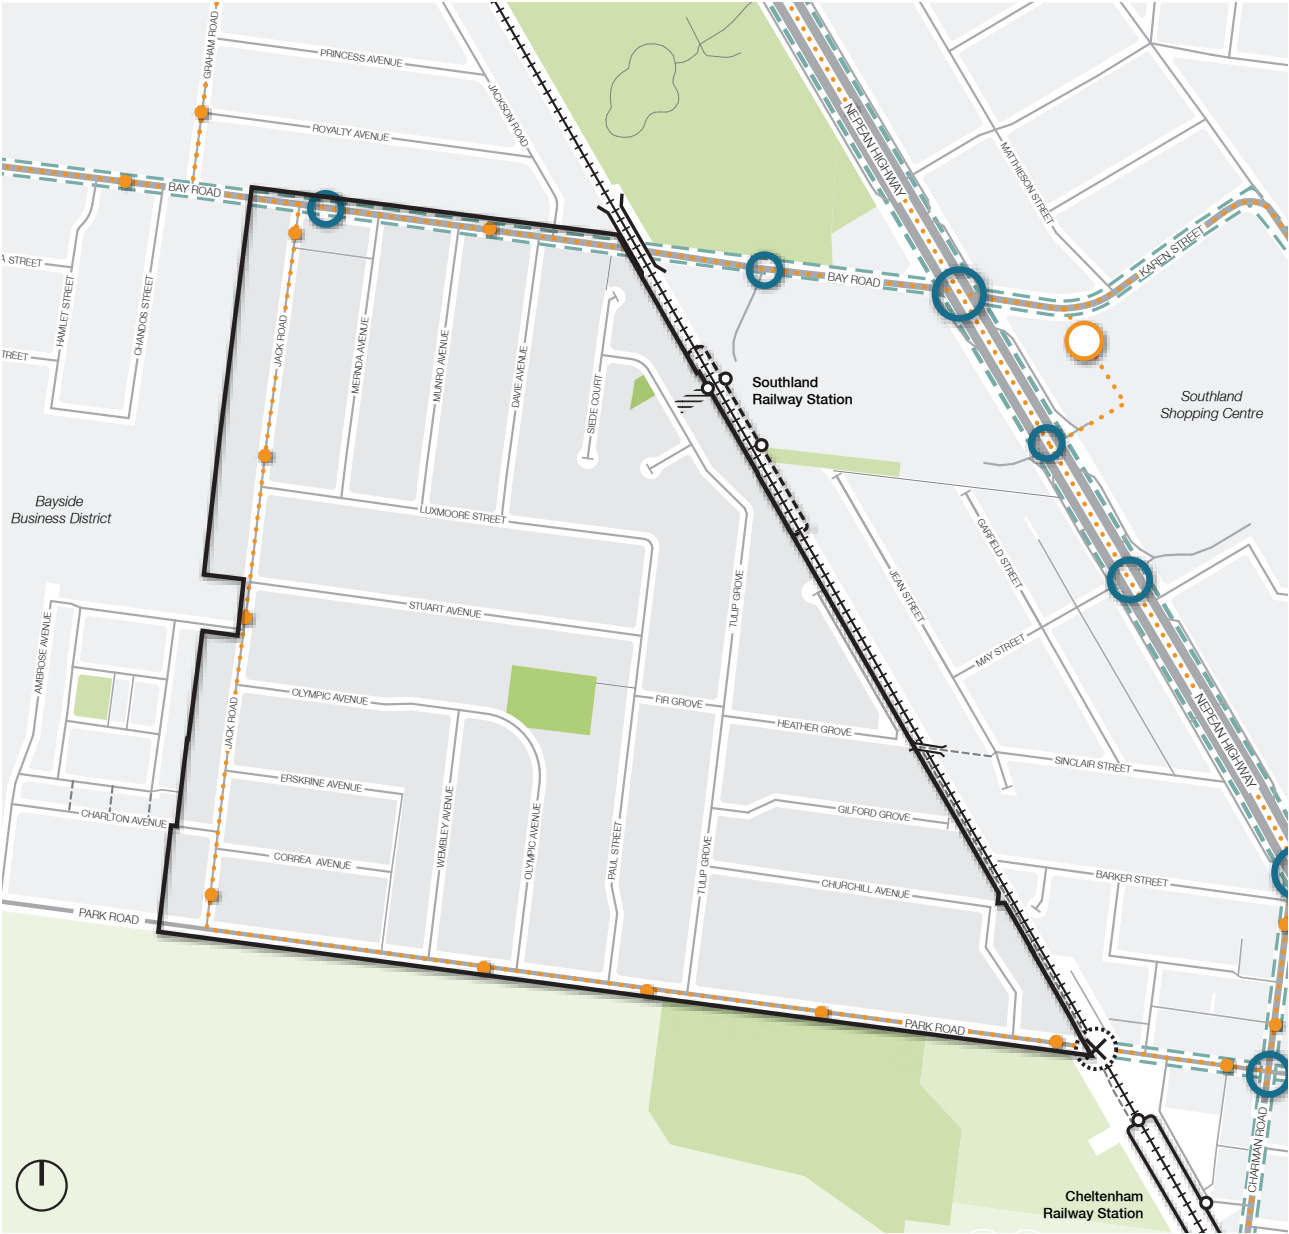 GRAHAM ROAD
PRINCESS AVENUE
JACKSON ROAD
ROYALTY AVENUE
NEPEAN HIGHWAY
MATTHIESON STREET
BAY ROAD
KAREN STREET
BAY ROAD
A STREET
HAMLET STREET
CHANDOS STREET
JACK ROAD
MERNDA AVENUE
MUNRO AVENUE
DAVIE AVENUE
SIEDE COURT
TREET
Southland
Railway Station
Southland
Shopping Centre
Bayside
Business District
LUXMOORE STREET
GARFIELD STREET
JEAN STREET
TULIP GROVE
STUART AVENUE
MAY STREET
AMBROSE AVENUE
OLYMPIC AVENUE
FIR GROVE
HEATHER GROVE
JACK ROAD
NEPEAN HIGHWAY
SINCLAIR STREET
ERSKINE AVENUE
WEMBLEY AVENUE
OLYMPIC AVENUE
PAUL STREET
TULIP GROVE
GILFORD GROVE
CHARLTON AVENUE
CORREA AVENUE
CHURCHILL AVENUE
BARKER STREET
PARK ROAD
PARK ROAD
CHARMAN ROAD
Cheltenham
Railway Station